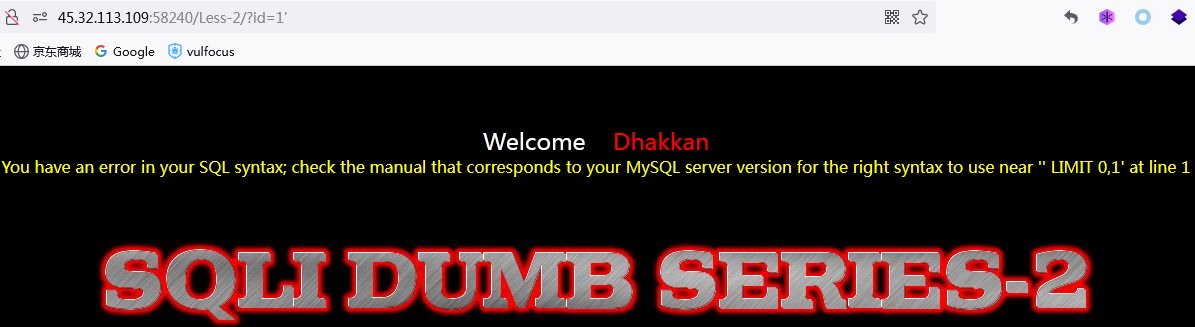 45.32.113.109:58240/Less-2/?id=1'
京东商城 Google vulfocus
Welcome Dhakkan
You have an error in your SQL syntax; check the manual that corresponds to your MySQL server version for the right syntax to use near '' LIMIT 0,1' at line 1
SQLI DUMB SERIES-2